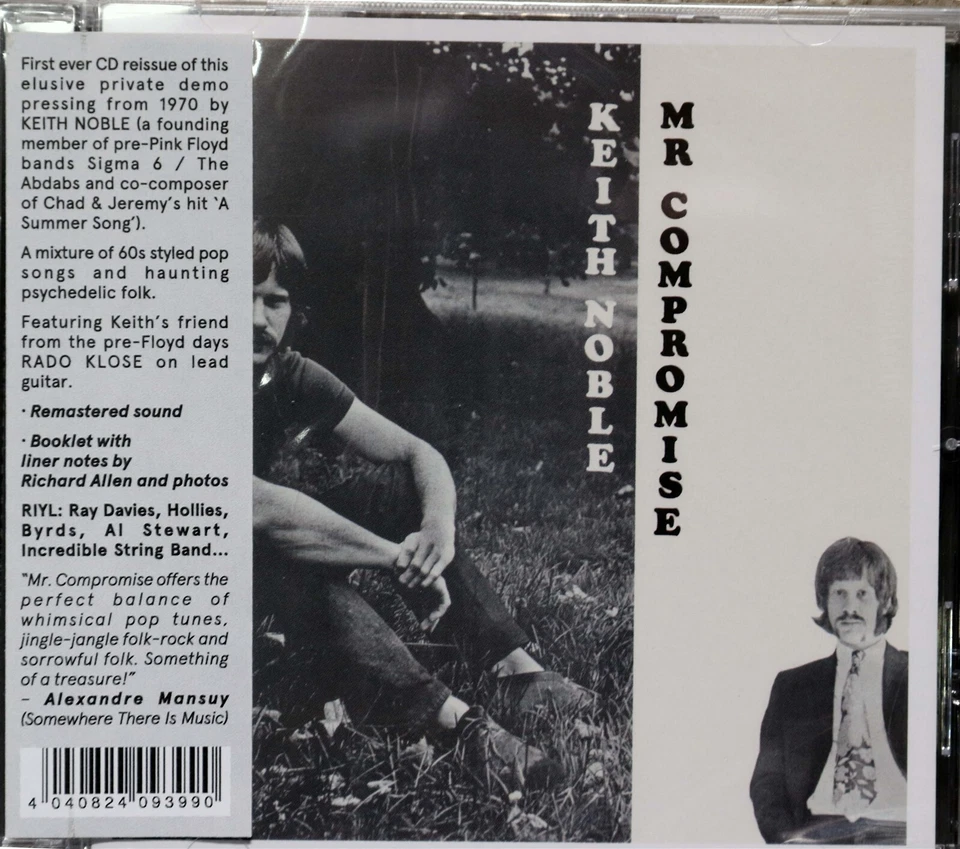 First ever CD reissue of this
elusive private demo
pressing from 1970 by
KEITH NOBLE (a founding
member of pre-Pink Floyd
bands Sigma 6 / The
Abdabs and co-composer
of Chad & Jeremy's hit ‘A
Summer Song’).
A mixture of 60s styled pop
songs and haunting
psychedelic folk.
Featuring Keith's friend
from the pre-Floyd days
RADO KLOSE on lead
guitar.
· Remastered sound
· Booklet with
liner notes by
Richard Allen and photos
RIYL: Ray Davies, Hollies,
Byrds, Al Stewart,
Incredible String Band...
"Mr. Compromise offers the
perfect balance of
whimsical pop tunes,
jingle-jangle folk-rock and
sorrowful folk. Something
of a treasure!"
– Alexandre Mansuy
(Somewhere There Is Music)
4 040824 093990
KEITH NOBLE
MR COMPROMISE